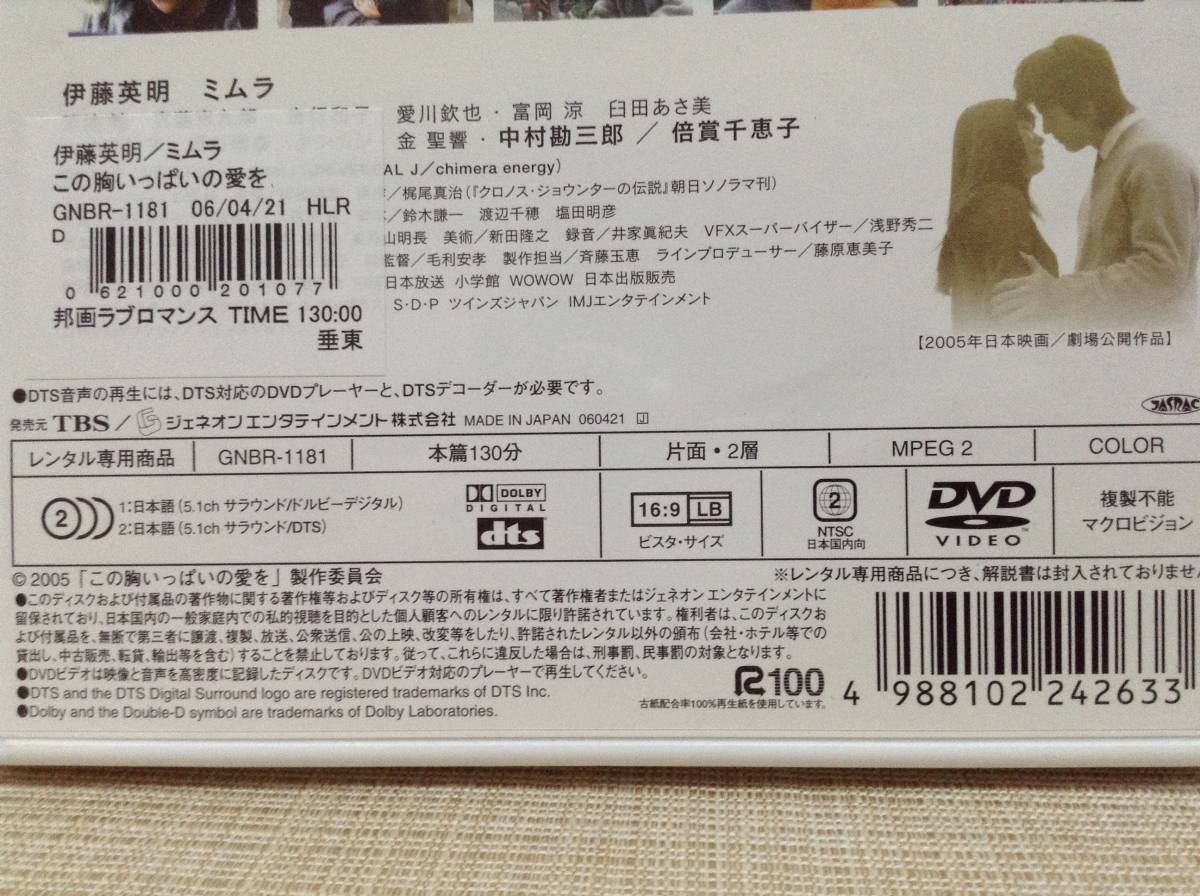 伊藤英明 ミムラ
愛川欽也・富岡 涼 臼田あさ美
金 聖響・中村勘三郎／倍賞千恵子
伊藤英明／ミムラ
この胸いっぱいの愛を
GNBR-1181 06/04/21 HLR
D
0 621000 201077
邦画ラブロマンス TIME 130:00
垂東
AL J／chimera energy)
／梶尾真治(『クロノス・ジョウンターの伝説』朝日ソノラマ刊)
／鈴木謙一 渡辺千穂 塩田明彦
山明長 美術／新田隆之 録音／井家眞紀夫 VFXスーパーバイザー／浅野秀二
監督／毛利安孝 製作担当／斉藤玉恵 ラインプロデューサー／藤原恵美子
日本放送 小学館 WOWOW 日本出版販売
S・D・P ツインズジャパン IMJエンタテインメント
【2005年日本映画／劇場公開作品】
●DTS音声の再生には、DTS対応のDVDプレーヤーと、DTSデコーダーが必要です。
JASRAC
発売元 TBS／ジェネオン エンタテインメント株式会社 MADE IN JAPAN 060421 J
レンタル専用商品 GNBR-1181 本篇130分 片面・2層 MPEG 2 COLOR
2 1:日本語(5.1ch サラウンド/ドルビーデジタル)
2:日本語(5.1ch サラウンド/DTS)
DOLBY
DIGITAL
dts
16:9 LB
ビスタ・サイズ
2
NTSC
日本国内向
DVD
VIDEO
複製不能
マクロビジョン
© 2005「この胸いっぱいの愛を」製作委員会
※レンタル専用商品につき、解説書は封入されておりません
●このディスクおよび付属品の著作物に関する著作権等およびディスク等の所有権は、すべて著作権者またはジェネオン エンタテインメントに
留保されており、日本国内の一般家庭内での私的視聴を目的とした個人顧客へのレンタルに限り許諾されています。権利者は、このディスクお
よび付属品を、無断で第三者に譲渡、複製、放送、公衆送信、公の上映、改変等をしたり、許諾されたレンタル以外の頒布(会社・ホテル等での
貸出し、中古販売、転貸、輸出等を含む)することを禁止しております。従って、これらに違反した場合は、刑事罰、民事罰の対象となります。
●DVDビデオは映像と音声を高密度に記録したディスクです。DVDビデオ対応のプレーヤーで再生してください。
●DTS and the DTS Digital Surround logo are registered trademarks of DTS Inc.
●Dolby and the Double-D symbol are trademarks of Dolby Laboratories.
R100
古紙配合率100%再生紙を使用しています。
4 988102 242633